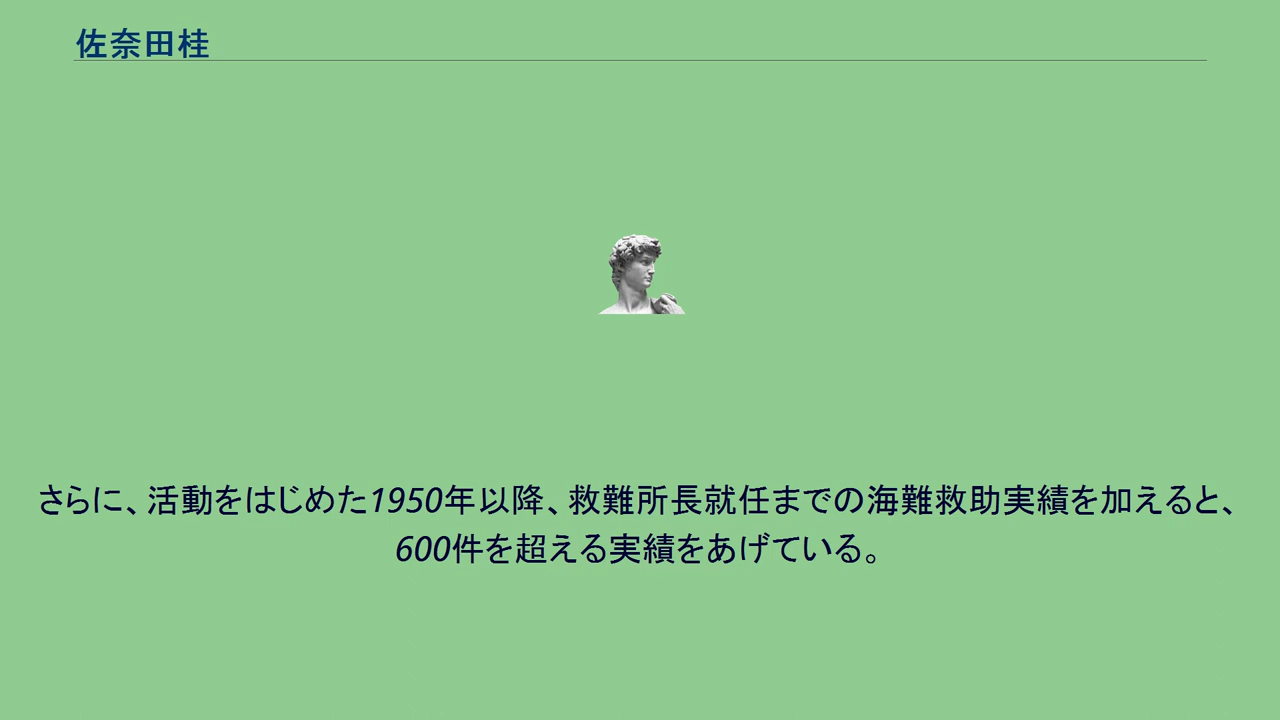 佐奈田桂
さらに、活動をはじめた1950年以降、救難所長就任までの海難救助実績を加えると、
600件を超える実績をあげている。